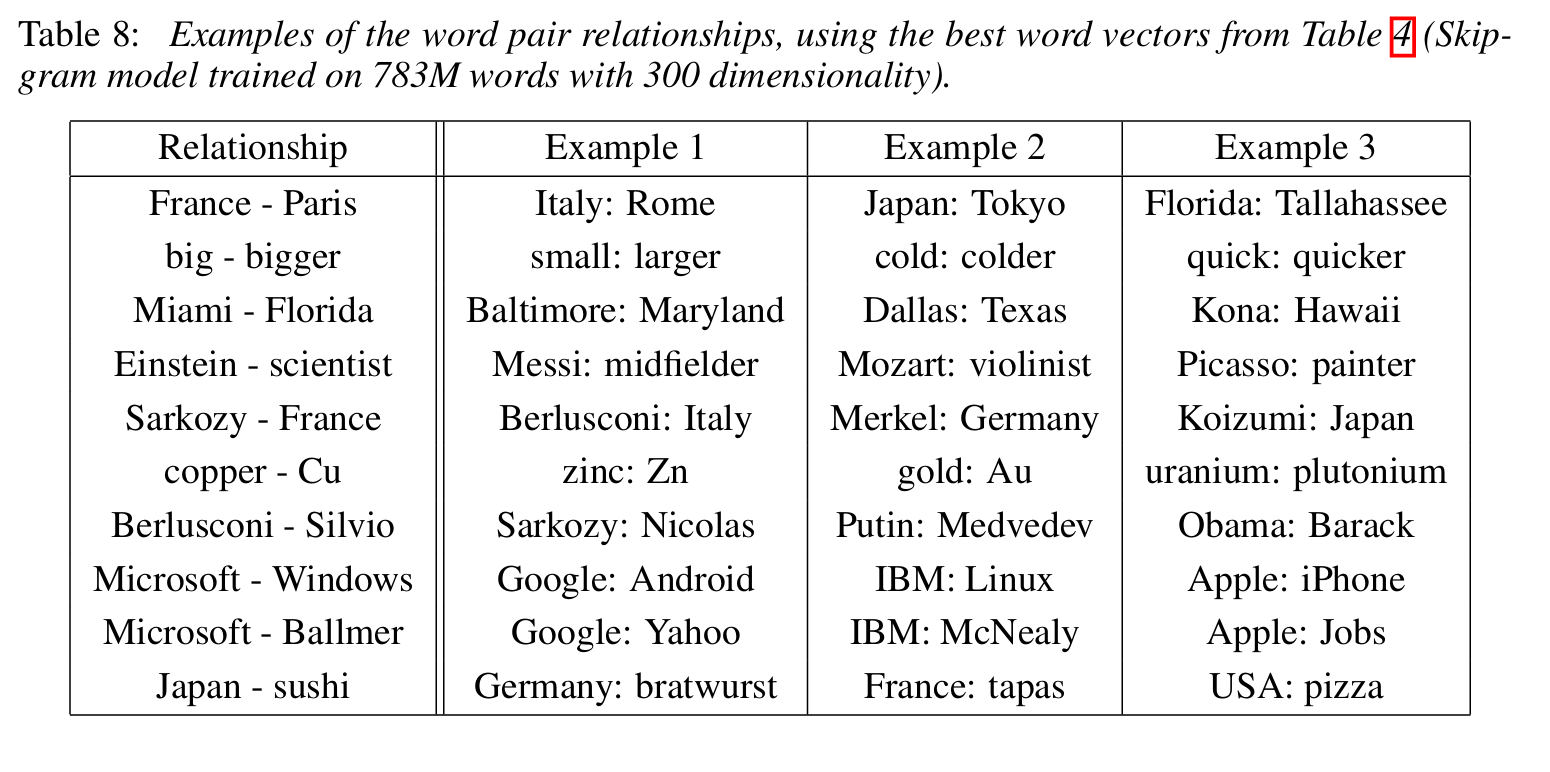 Table 8: Examples of the word pair relationships, using the best word vectors from Table 4 (Skip-
gram model trained on 783M words with 300 dimensionality).
Relationship Example 1 Example 2 Example 3
France - Paris Italy: Rome Japan: Tokyo Florida: Tallahassee
big - bigger small: larger cold: colder quick: quicker
Miami - Florida Baltimore: Maryland Dallas: Texas Kona: Hawaii
Einstein - scientist Messi: midfielder Mozart: violinist Picasso: painter
Sarkozy - France Berlusconi: Italy Merkel: Germany Koizumi: Japan
copper - Cu zinc: Zn gold: Au uranium: plutonium
Berlusconi - Silvio Sarkozy: Nicolas Putin: Medvedev Obama: Barack
Microsoft - Windows Google: Android IBM: Linux Apple: iPhone
Microsoft - Ballmer Google: Yahoo IBM: McNealy Apple: Jobs
Japan - sushi Germany: bratwurst France: tapas USA: pizza